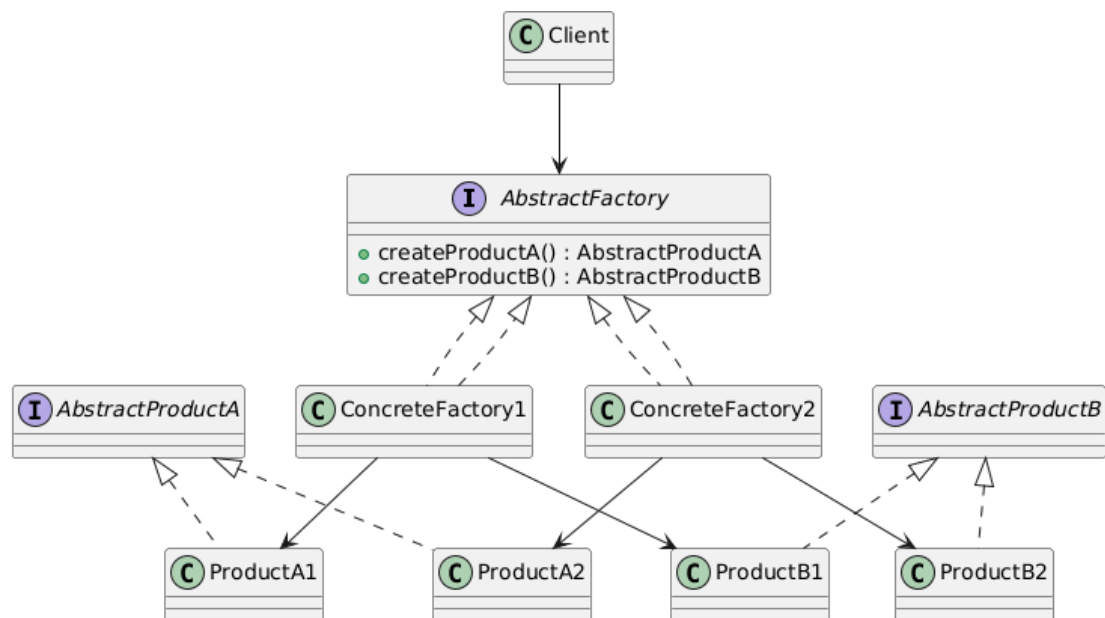 C Client
I AbstractFactory
createProductA() : AbstractProductA
createProductB() : AbstractProductB
I AbstractProductA
C ConcreteFactory1
C ConcreteFactory2
I AbstractProductB
C ProductA1
C ProductA2
C ProductB1
C ProductB2